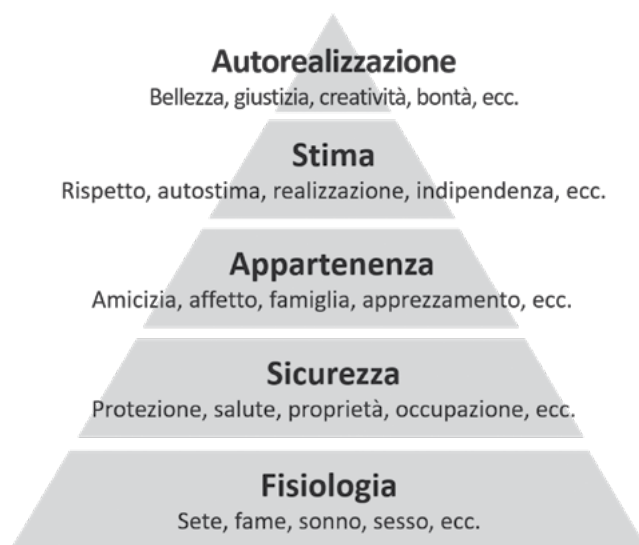 Autorealizzazione
Bellezza, giustizia, creatività, bontà, ecc.
Stima
Rispetto, autostima, realizzazione, indipendenza, ecc.
Appartenenza
Amicizia, affetto, famiglia, apprezzamento, ecc.
Sicurezza
Protezione, salute, proprietà, occupazione, ecc.
Fisiologia
Sete, fame, sonno, sesso, ecc.